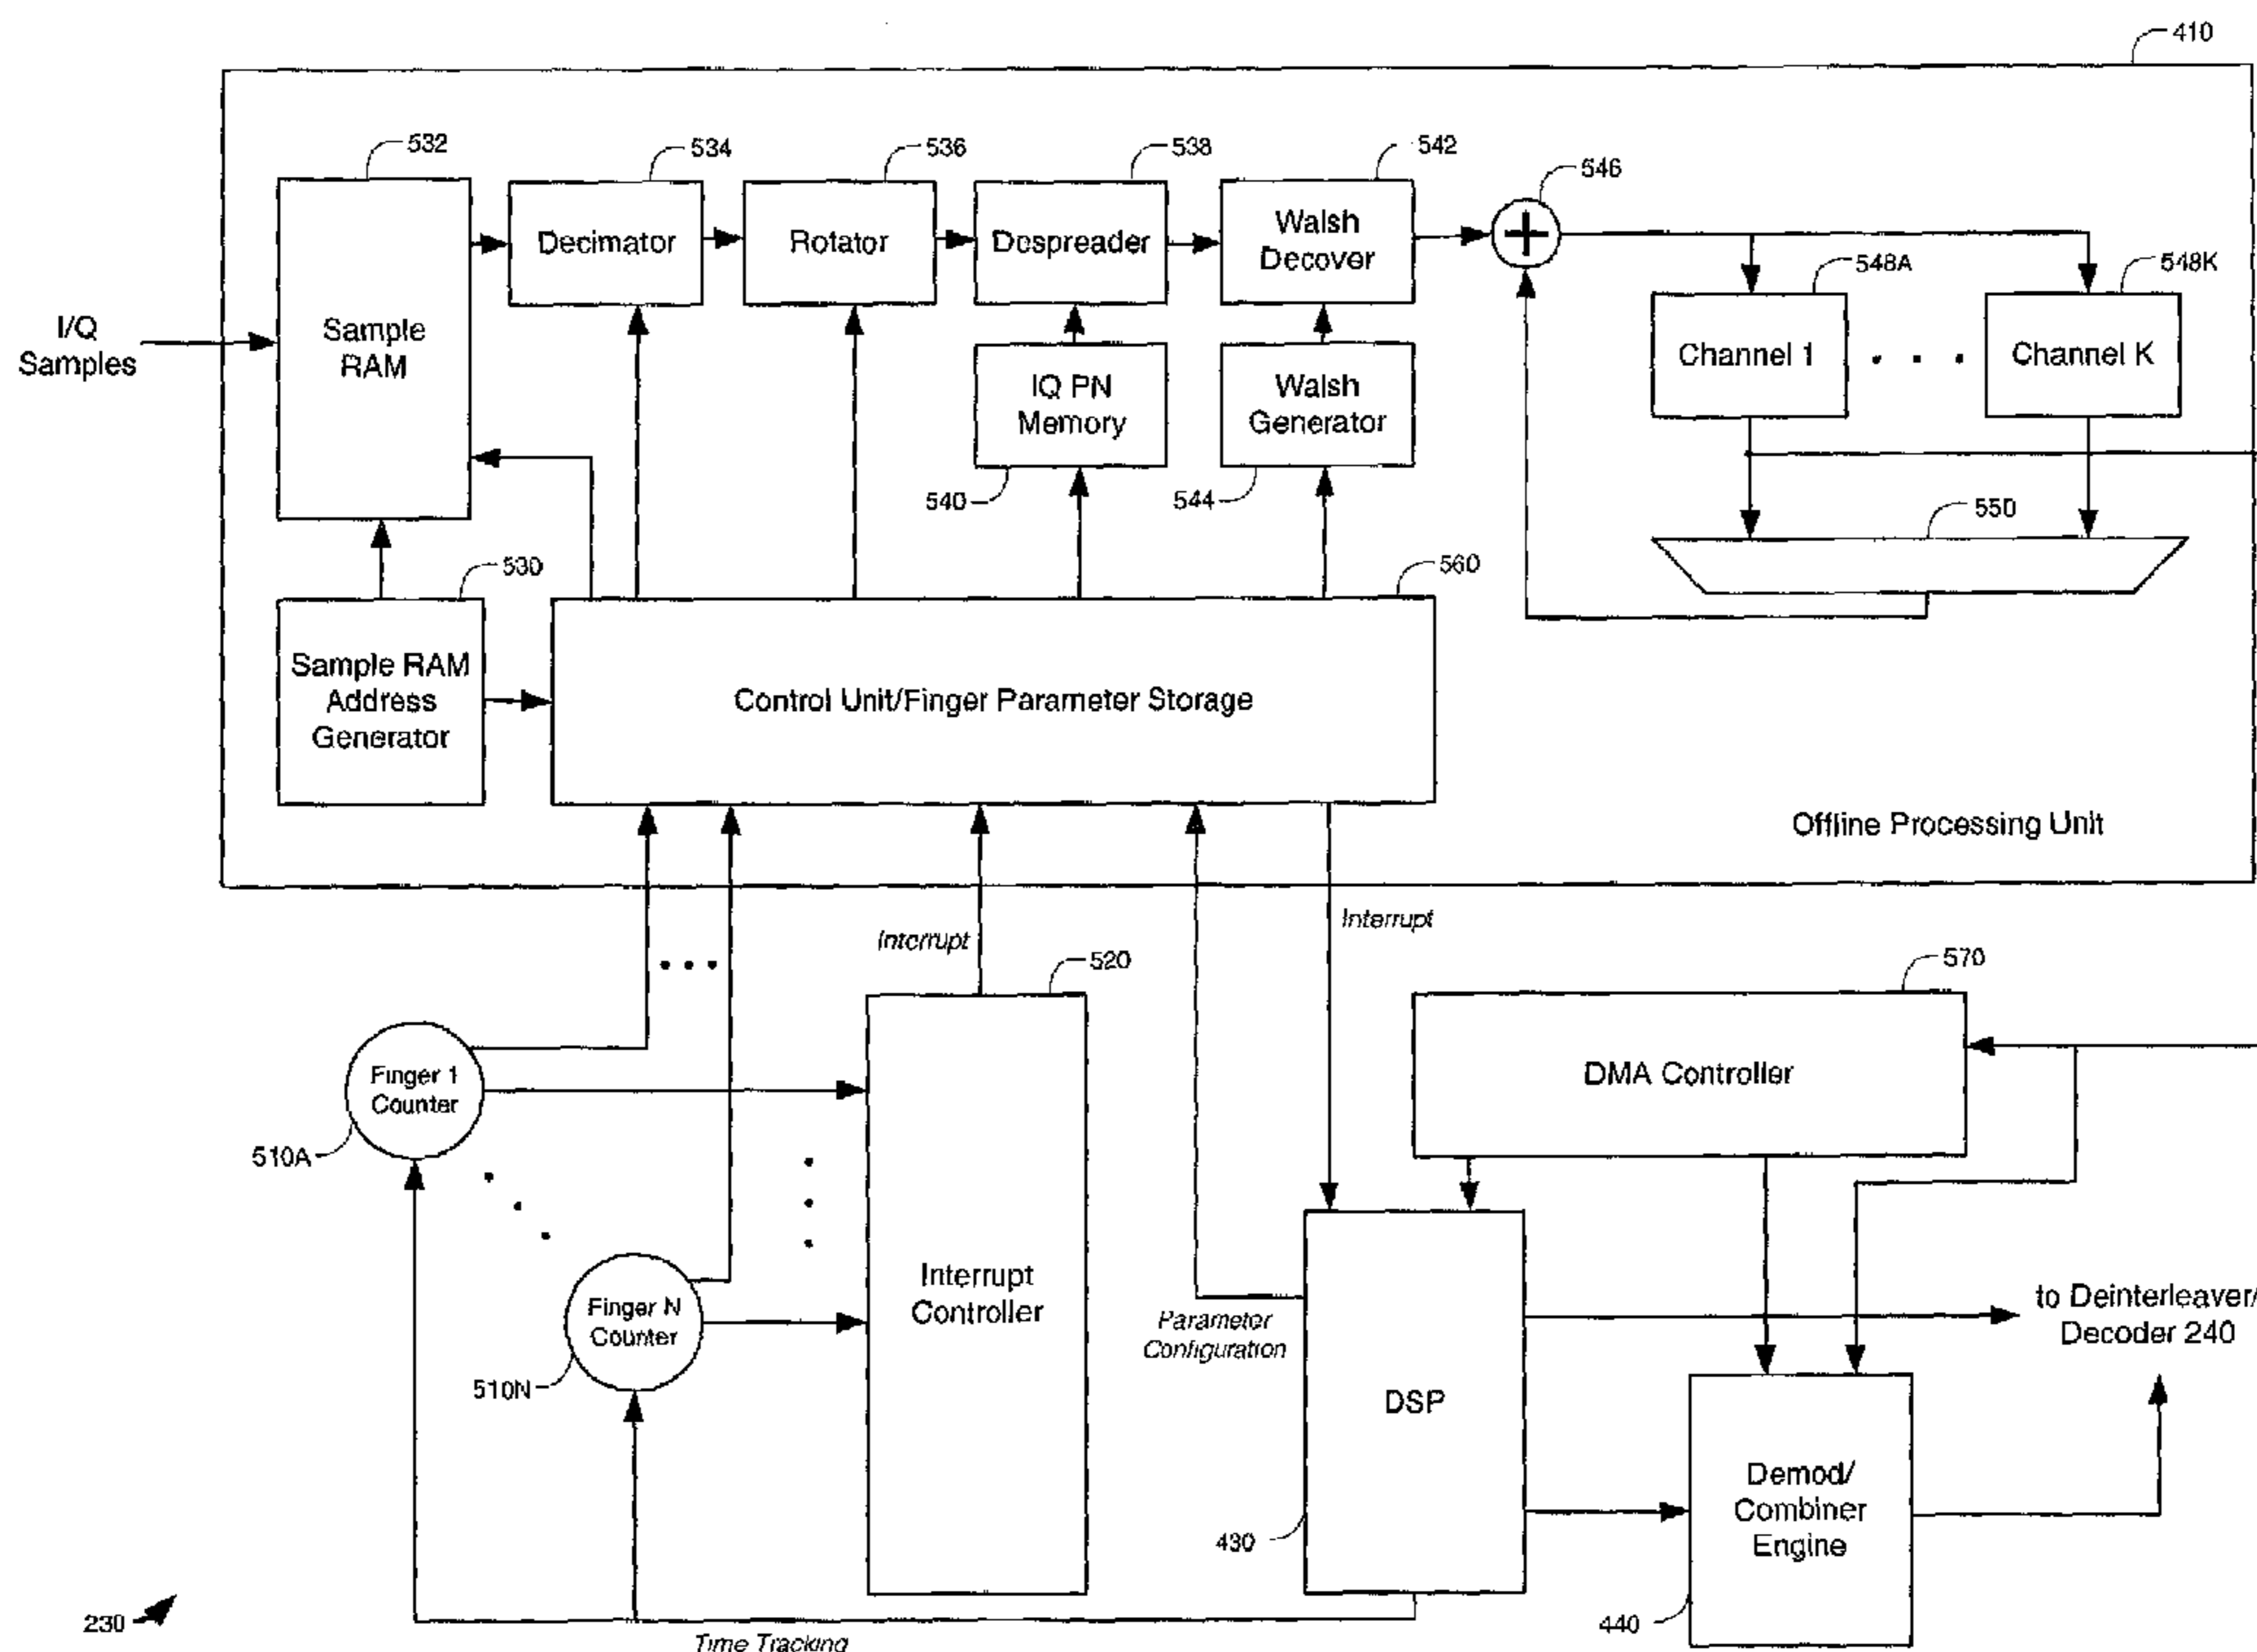 410
532
534
536
538
542
546
Decimator
Rotator
Despreader
Walsh
Decover
548A
548K
I/Q
Samples
Sample
RAM
IQ PN
Memory
Walsh
Generator
Channel 1
Channel K
540
544
550
530
560
Sample RAM
Address
Generator
Control Unit/Finger Parameter Storage
Offline Processing Unit
Interrupt
Interrupt
520
570
Finger 1
Counter
DMA Controller
510A
Finger N
Counter
Interrupt
Controller
Parameter
Configuration
to Deinterleaver/
Decoder 240
510N
DSP
Demod/
Combiner
Engine
430
440
230
Time Tracking